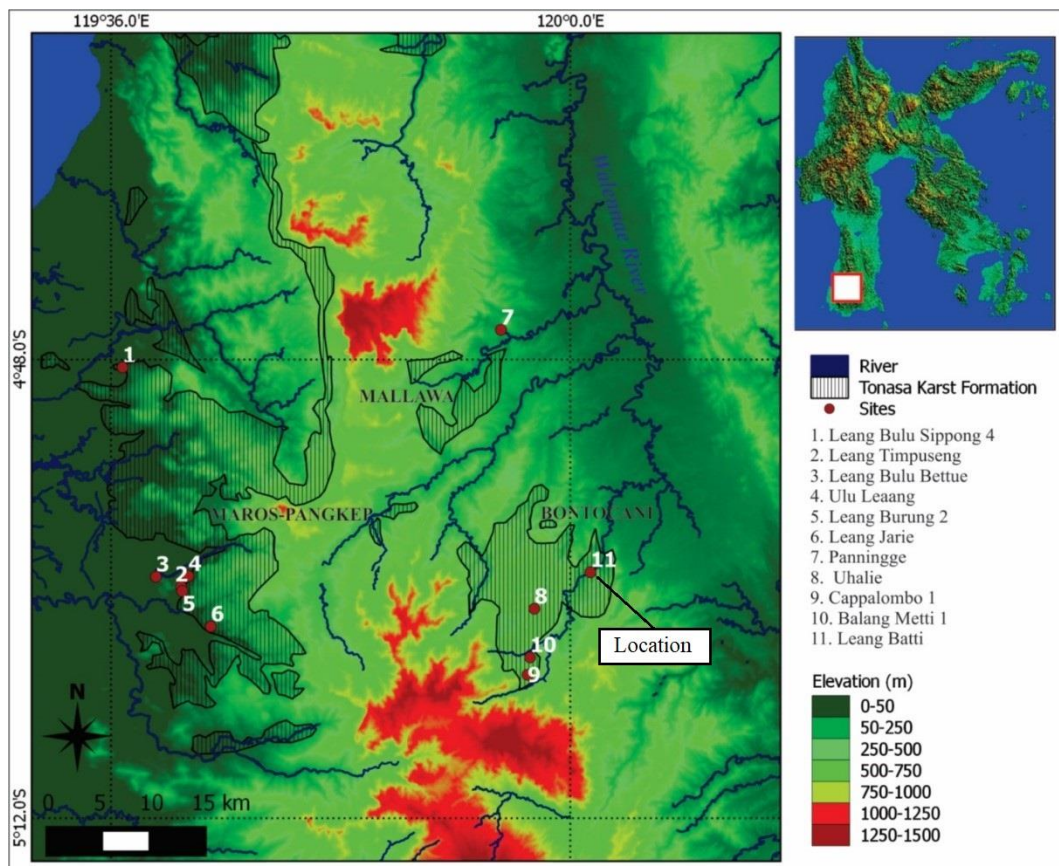 119°36.0'E
120°0.0'E
4°48.0'S
5°12.0'S
Walennae River
MALLAWA
MAROS-PANGKEP
BONTOCANI
1
2
3
4
5
6
7
8
9
10
11
Location
N
0 5 10 15 km
River
Tonasa Karst Formation
Sites
1. Leang Bulu Sippong 4
2. Leang Timpuseng
3. Leang Bulu Bettue
4. Ulu Leaang
5. Leang Burung 2
6. Leang Jarie
7. Panningge
8. Uhalie
9. Cappalombo 1
10. Balang Metti 1
11. Leang Batti
Elevation (m)
0-50
50-250
250-500
500-750
750-1000
1000-1250
1250-1500